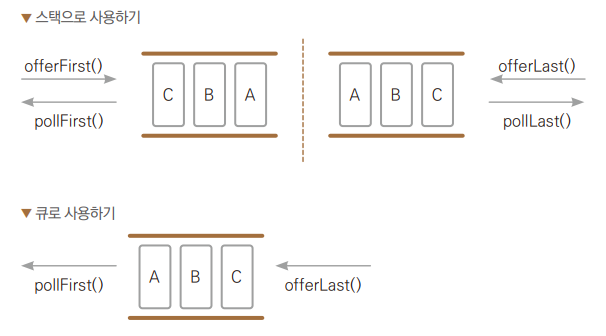 ▼ 스택으로 사용하기
offerFirst() offerLast()
C B A A B C
pollFirst() pollLast()
▼ 큐로 사용하기
A B C
pollFirst() offerLast()